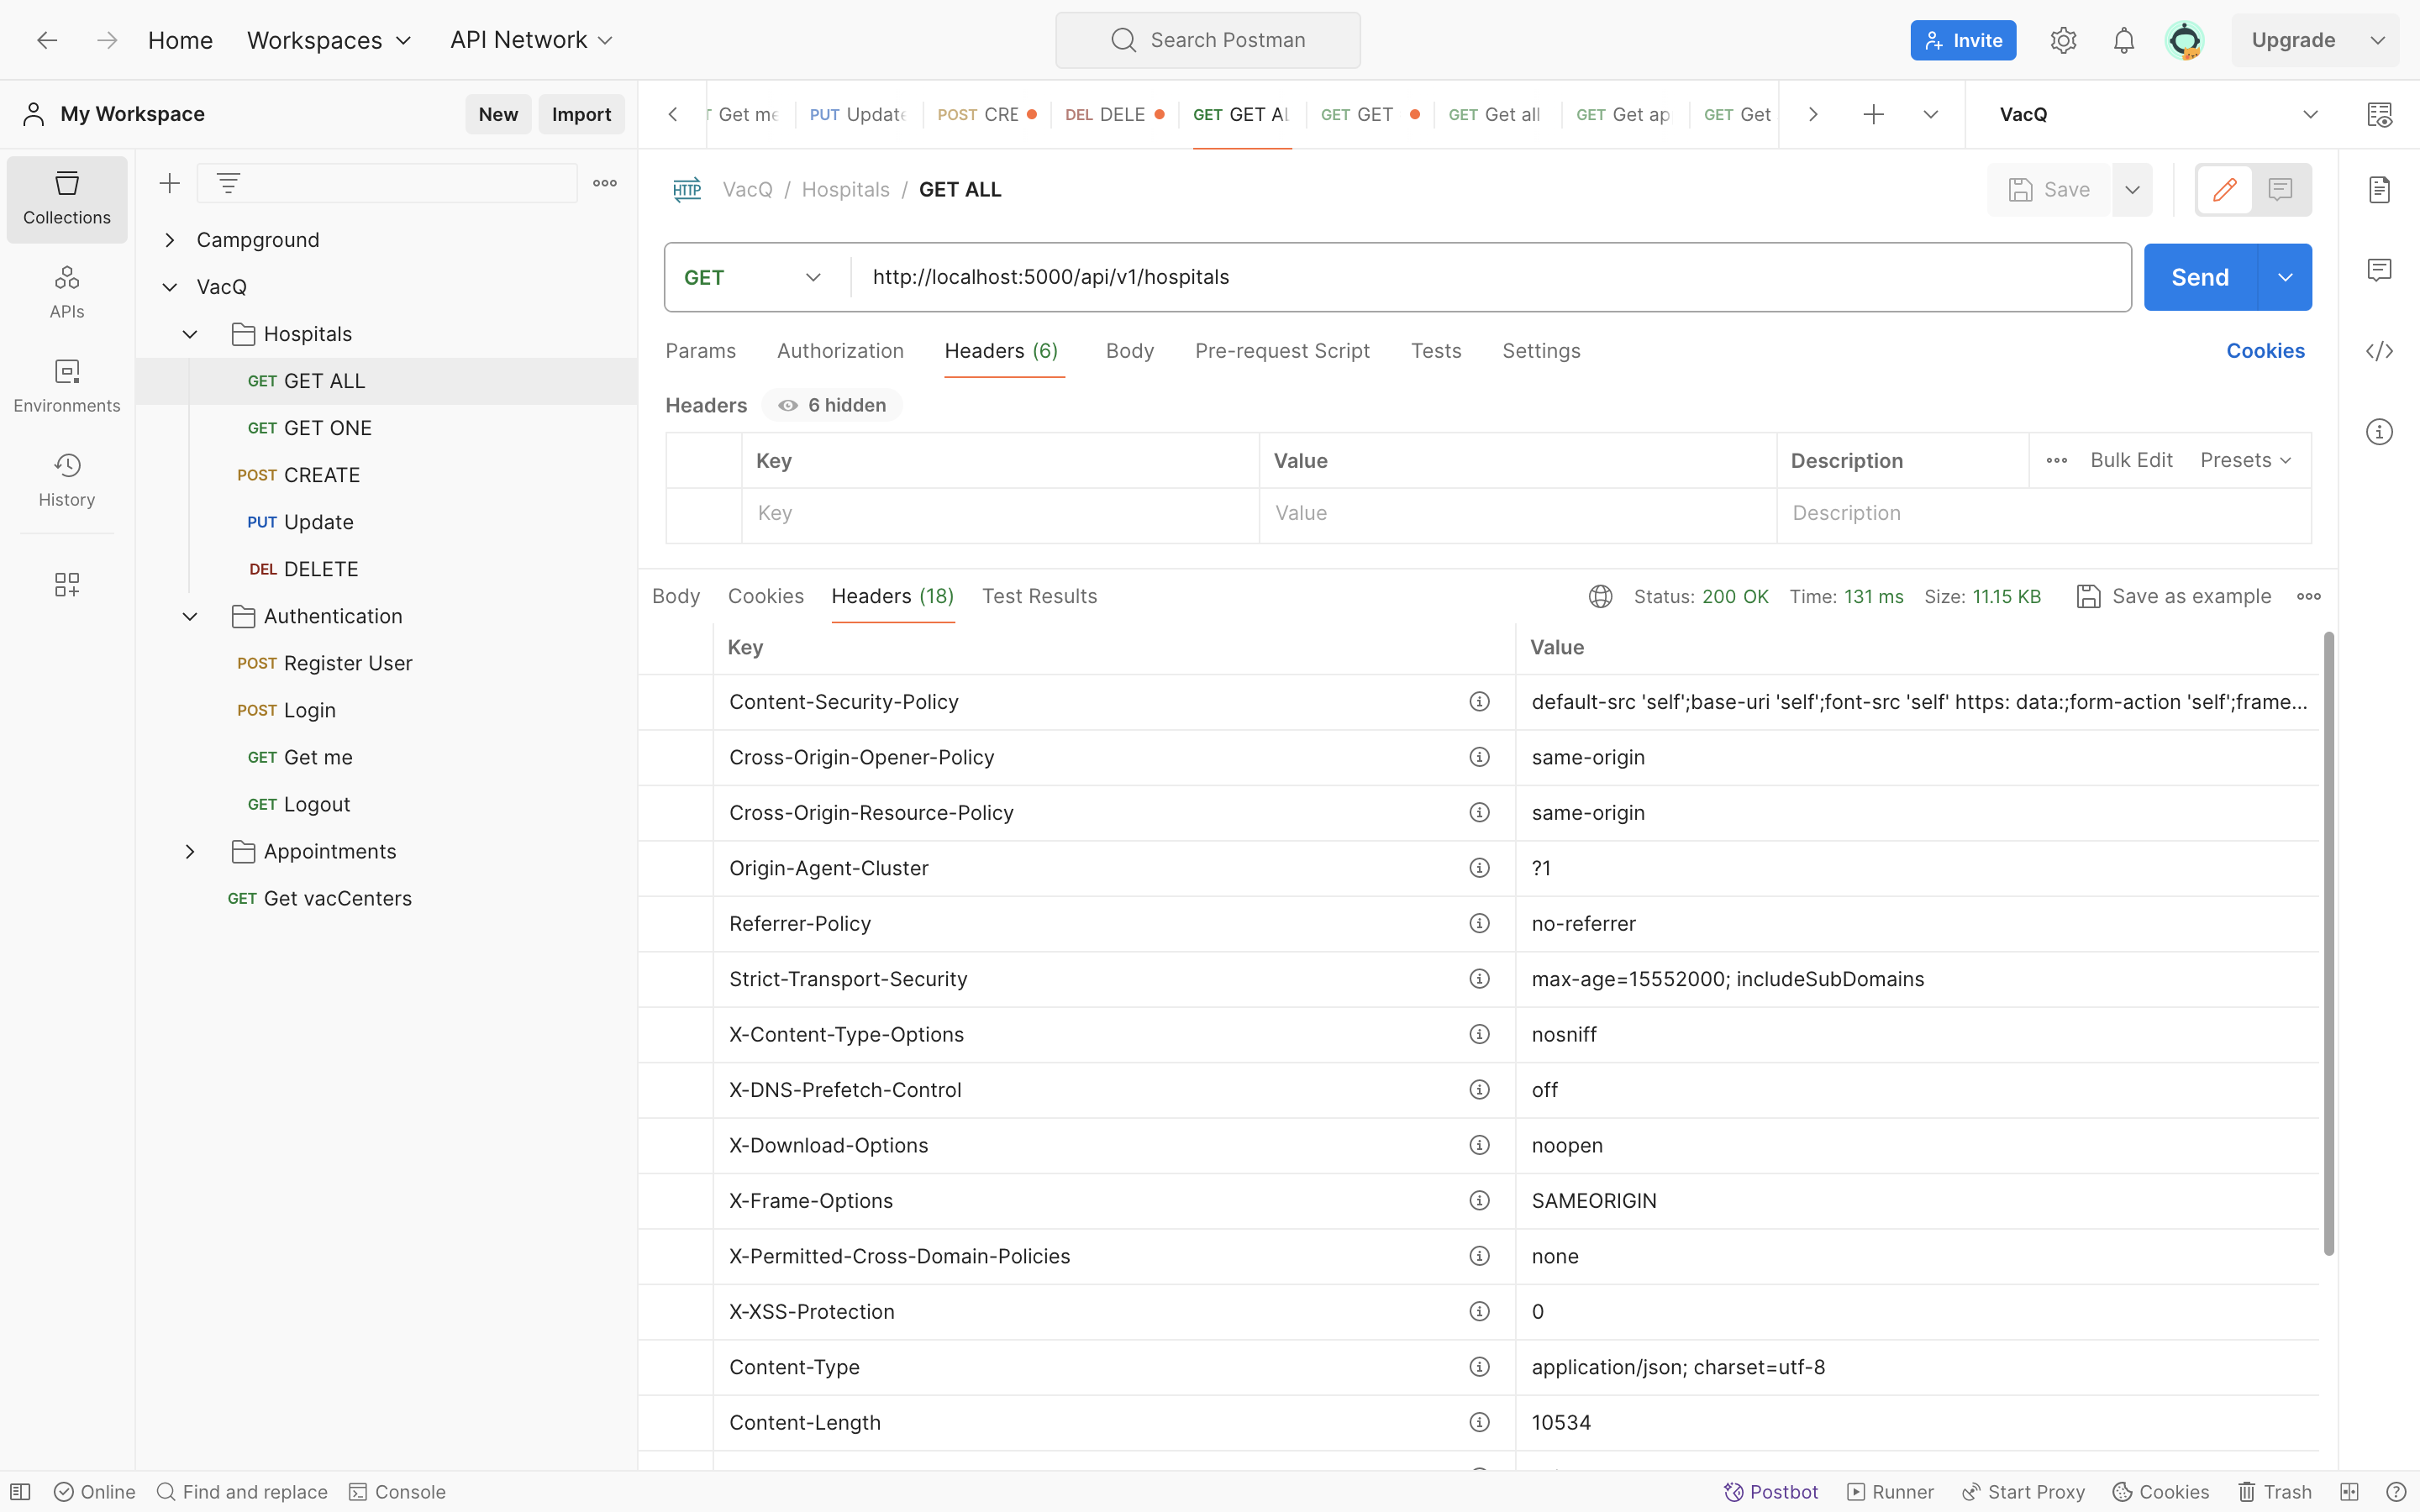 Home Workspaces API Network Search Postman Invite Upgrade
My Workspace New Import
Get me PUT Update POST CRE DEL DELE GET GET AL GET GET GET Get all GET Get ap GET Get VacQ
Collections
APIs
Environments
History
Campground
VacQ
Hospitals
GET GET ALL
GET GET ONE
POST CREATE
PUT Update
DEL DELETE
Authentication
POST Register User
POST Login
GET Get me
GET Logout
Appointments
GET Get vacCenters
HTTP VacQ / Hospitals / GET ALL Save
GET http://localhost:5000/api/v1/hospitals Send
Params Authorization Headers (6) Body Pre-request Script Tests Settings Cookies
Headers 6 hidden
Key Value Description Bulk Edit Presets
Key Value Description
Body Cookies Headers (18) Test Results Status: 200 OK Time: 131 ms Size: 11.15 KB Save as example
Key Value
Content-Security-Policy default-src 'self';base-uri 'self';font-src 'self' https: data:;form-action 'self';frame...
Cross-Origin-Opener-Policy same-origin
Cross-Origin-Resource-Policy same-origin
Origin-Agent-Cluster ?1
Referrer-Policy no-referrer
Strict-Transport-Security max-age=15552000; includeSubDomains
X-Content-Type-Options nosniff
X-DNS-Prefetch-Control off
X-Download-Options noopen
X-Frame-Options SAMEORIGIN
X-Permitted-Cross-Domain-Policies none
X-XSS-Protection 0
Content-Type application/json; charset=utf-8
Content-Length 10534
Online Find and replace Console Postbot Runner Start Proxy Cookies Trash